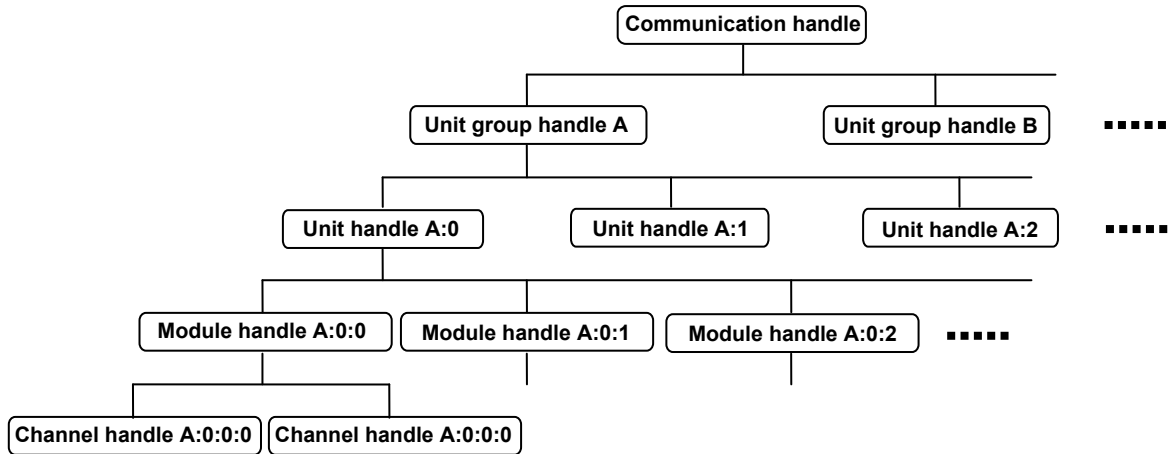 Communication handle
Unit group handle A
Unit group handle B
Unit handle A:0
Unit handle A:1
Unit handle A:2
Module handle A:0:0
Module handle A:0:1
Module handle A:0:2
Channel handle A:0:0:0
Channel handle A:0:0:0